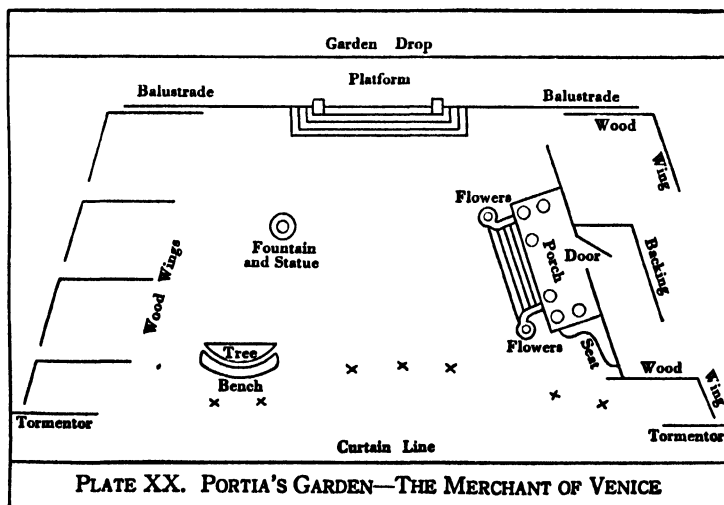 Garden Drop
Platform
Balustrade
Balustrade
Wood
Wing
Flowers
Fountain
and Statue
Porch
Door
Backing
Wood Wings
Tree
Bench
Flowers
Seat
Wood
Wing
Tormentor
Tormentor
Curtain Line
PLATE XX. PORTIA'S GARDEN—THE MERCHANT OF VENICE